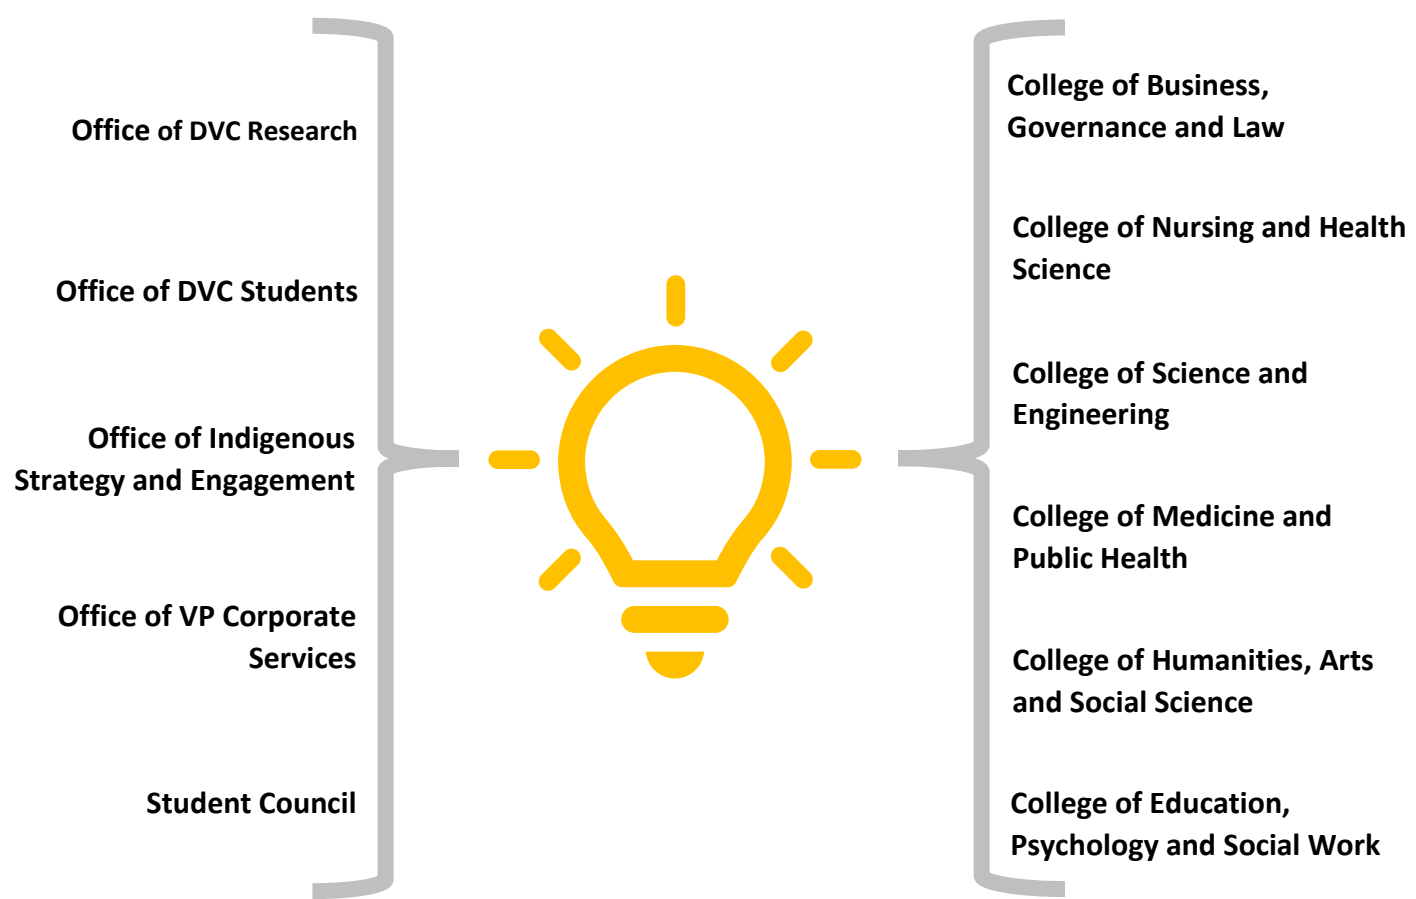 Office of DVC Research
Office of DVC Students
Office of Indigenous
Strategy and Engagement
Office of VP Corporate
Services
Student Council
College of Business,
Governance and Law
College of Nursing and Health
Science
College of Science and
Engineering
College of Medicine and
Public Health
College of Humanities, Arts
and Social Science
College of Education,
Psychology and Social Work